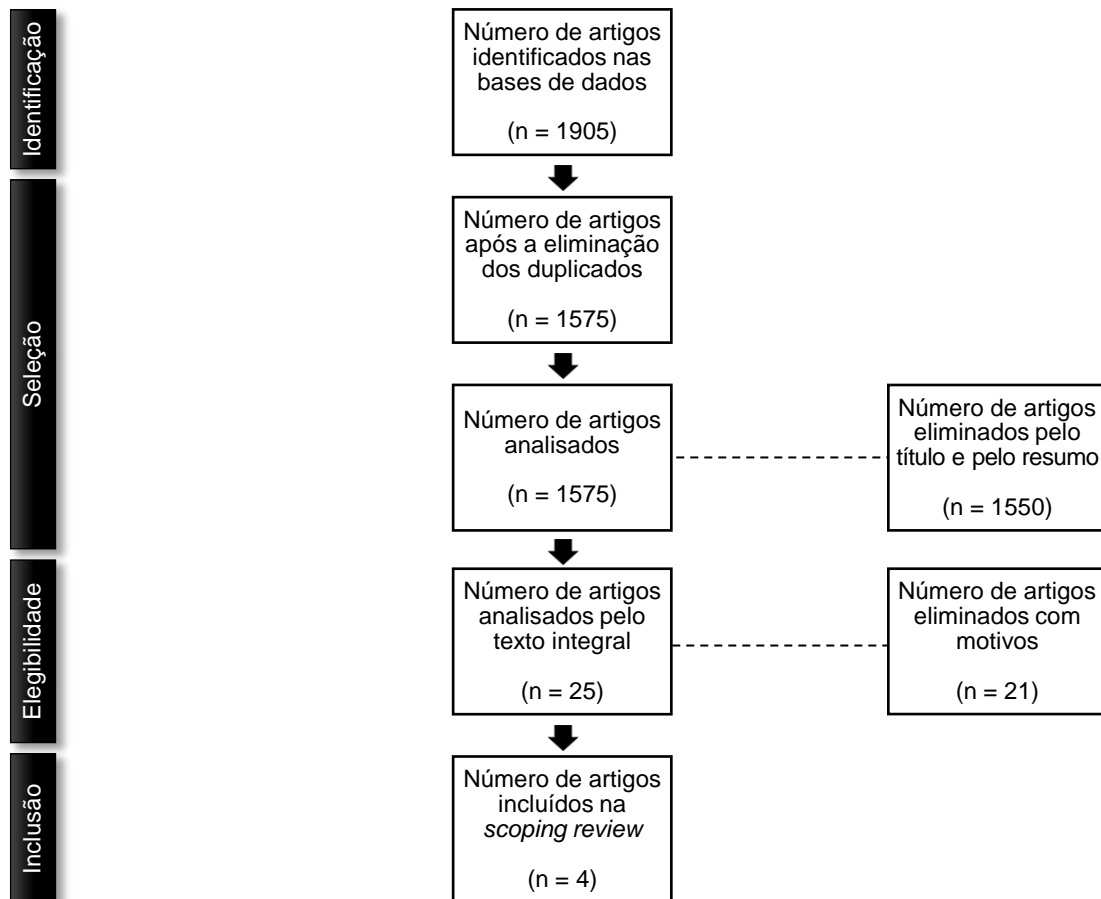 Identificação
Número de artigos
identificados nas
bases de dados
(n = 1905)
Seleção
Número de artigos
após a eliminação
dos duplicados
(n = 1575)
Número de artigos
analisados
(n = 1575)
Número de artigos
eliminados pelo
título e pelo resumo
(n = 1550)
Elegibilidade
Número de artigos
analisados pelo
texto integral
(n = 25)
Número de artigos
eliminados com
motivos
(n = 21)
Inclusão
Número de artigos
incluídos na
scoping review
(n = 4)